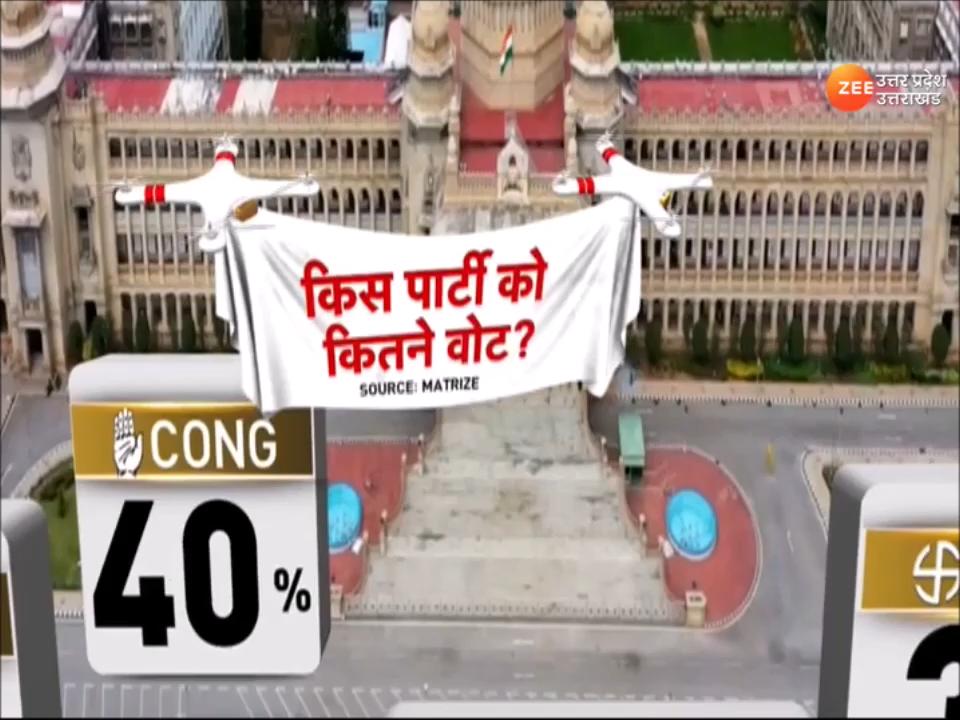 ZEE उत्तर प्रदेश
उत्तराखंड
किस पार्टी को
कितने वोट?
SOURCE: MATRIZE
CONG
40 %